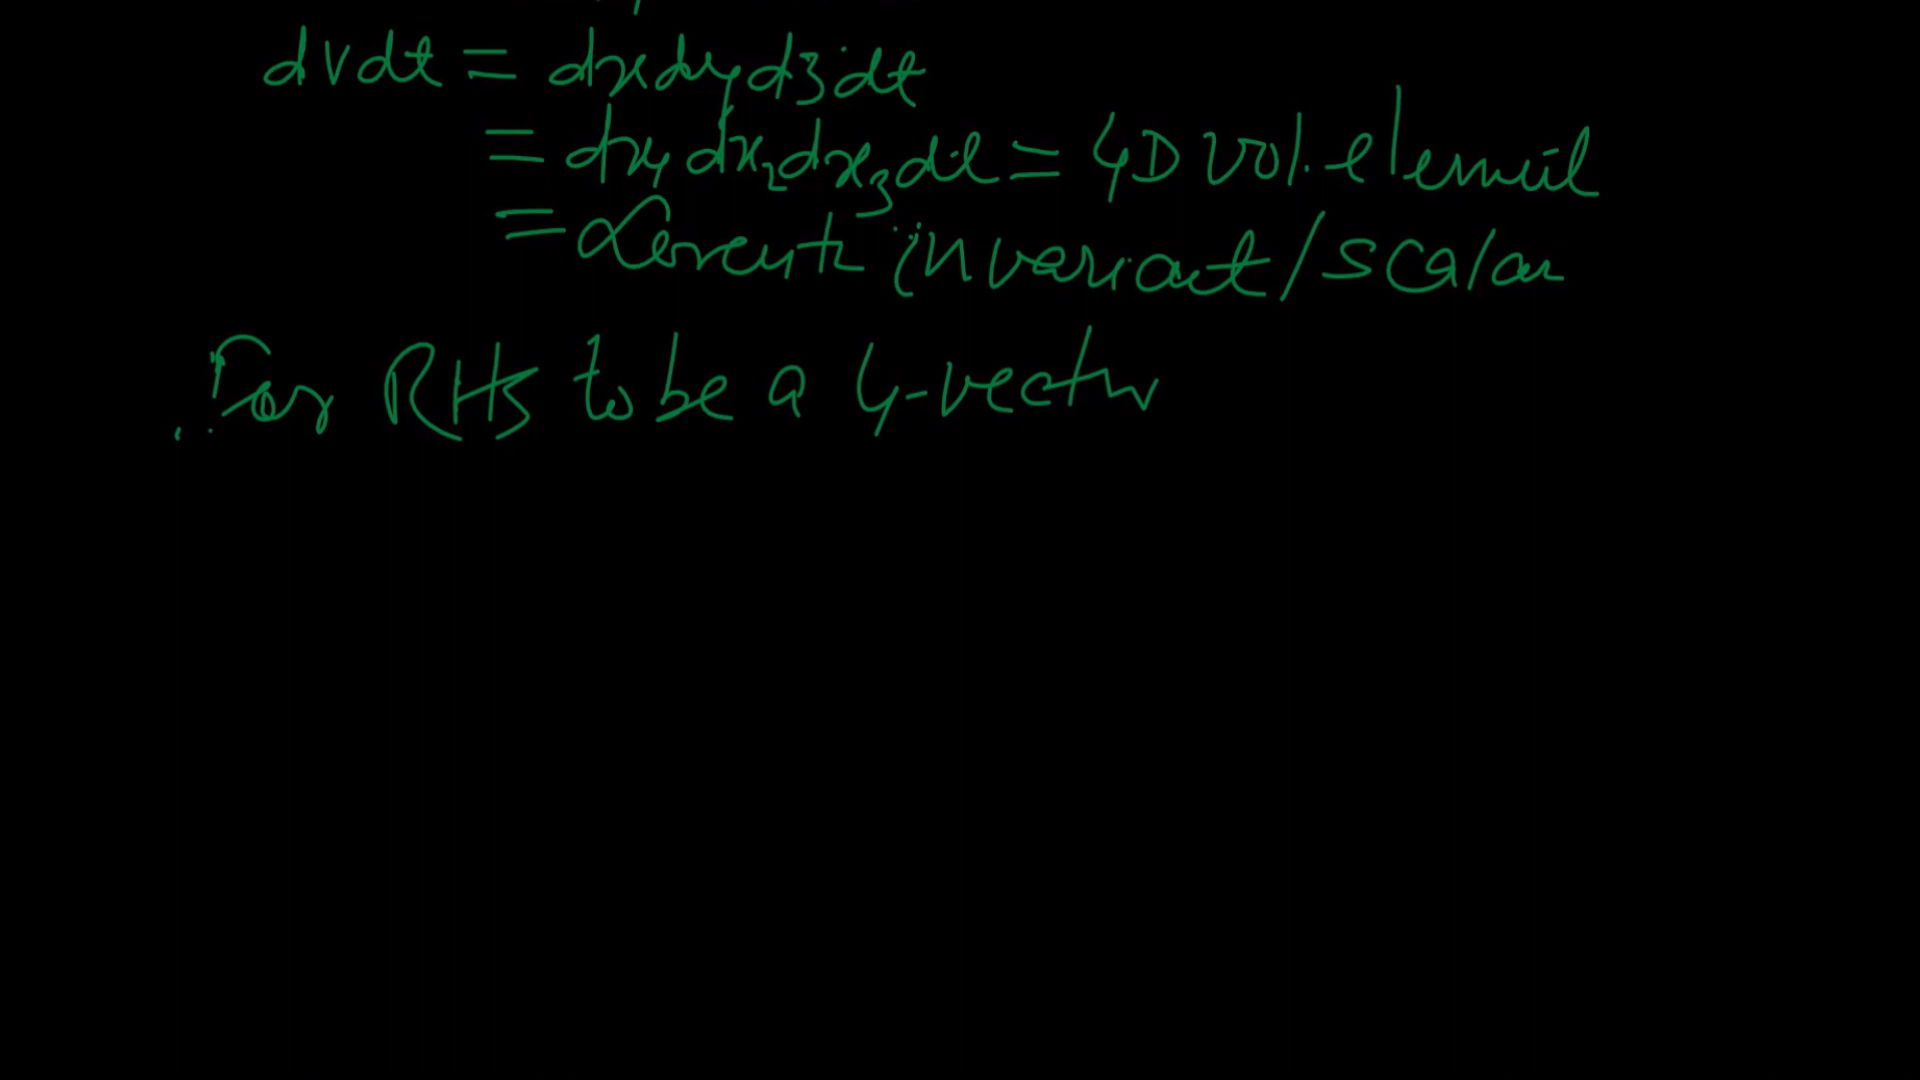 dvdt = dxdydzdt
= dx₁dx₂dx₃dt = 4D vol. element
= Lorentz invariant/scalar
∴ For RHS to be a 4-vector